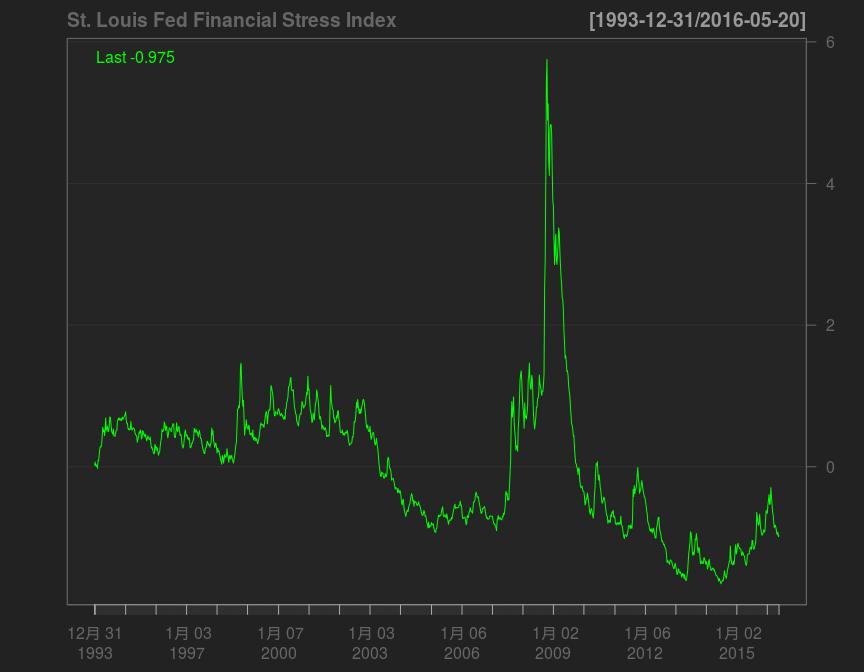 St. Louis Fed Financial Stress Index [1993-12-31/2016-05-20]
Last -0.975
6
4
2
0
12月 31 1月 03 1月 07 1月 03 1月 06 1月 02 1月 06 1月 02
1993 1997 2000 2003 2006 2009 2012 2015